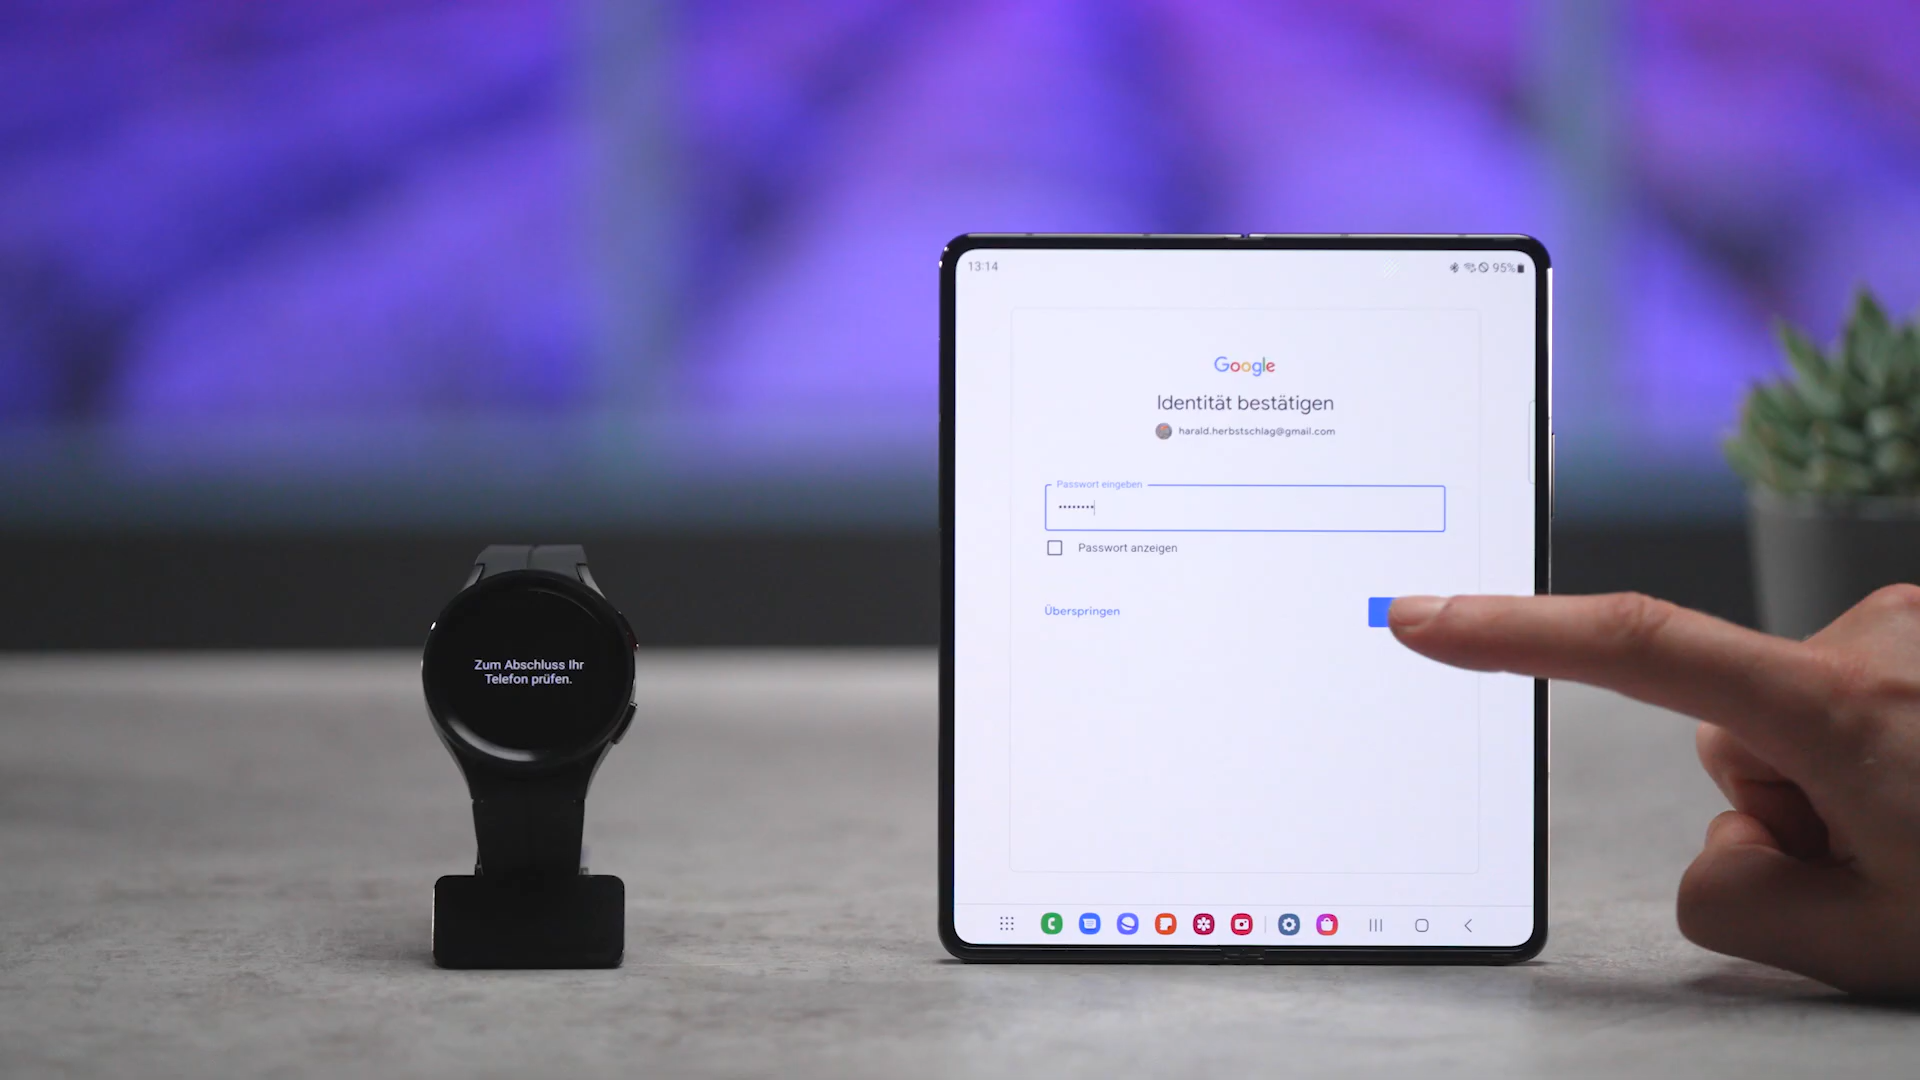 13:14
95%
Google
Identität bestätigen
harald.herbstschlag@gmail.com
Passwort eingeben
Passwort anzeigen
Überspringen
Zum Abschluss Ihr
Telefon prüfen.